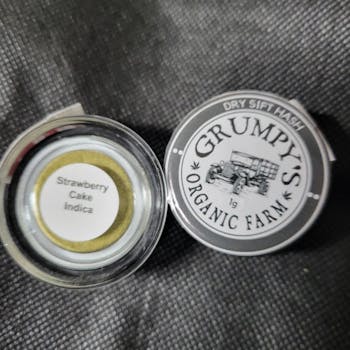 Strawberry
Cake
Indica
DRY SIFT HASH
GRUMPY'S
1g
ORGANIC FARM